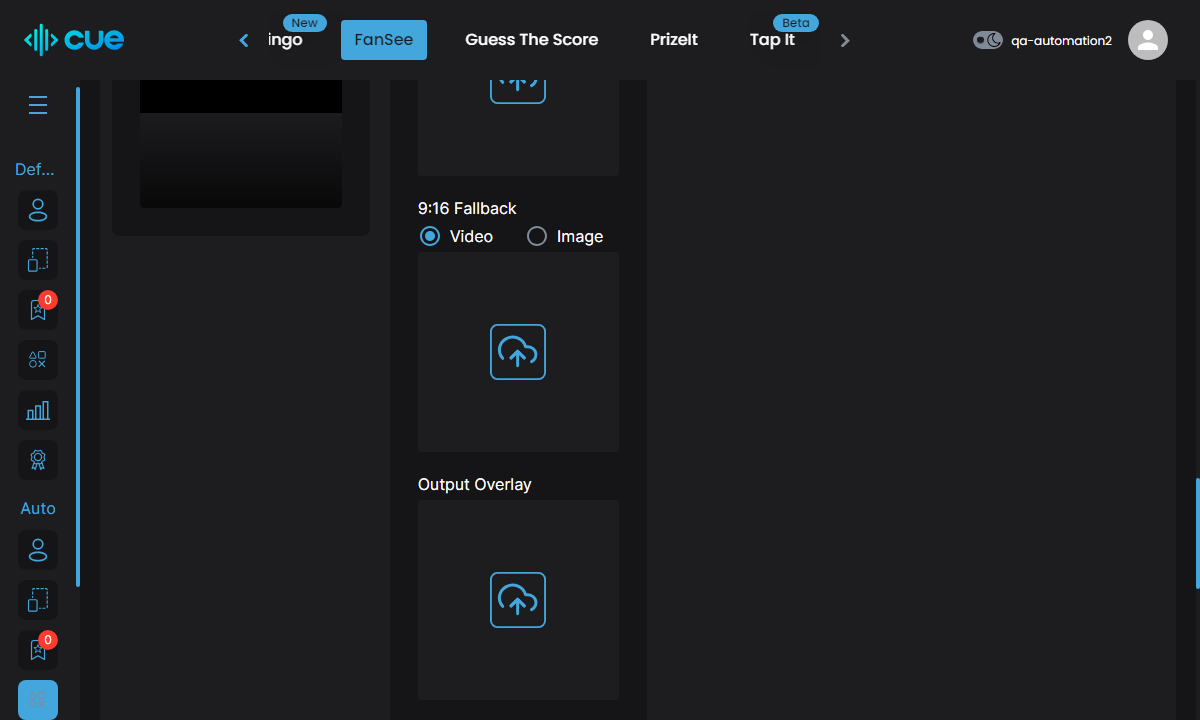 cue
ingo
New
FanSee
Guess The Score
PrizeIt
Tap It
Beta
qa-automation2
Def...
0
Auto
0
9:16 Fallback
Video
Image
Output Overlay